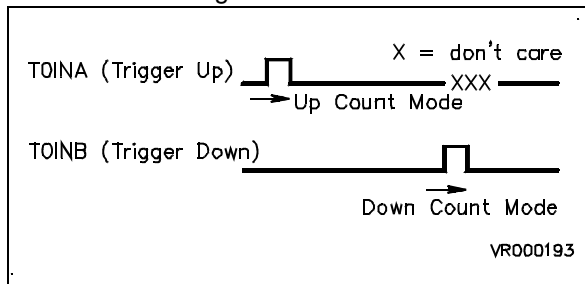 X = don't care
TOINA (Trigger Up)
XXX
Up Count Mode
TOINB (Trigger Down)
Down Count Mode
VR000193